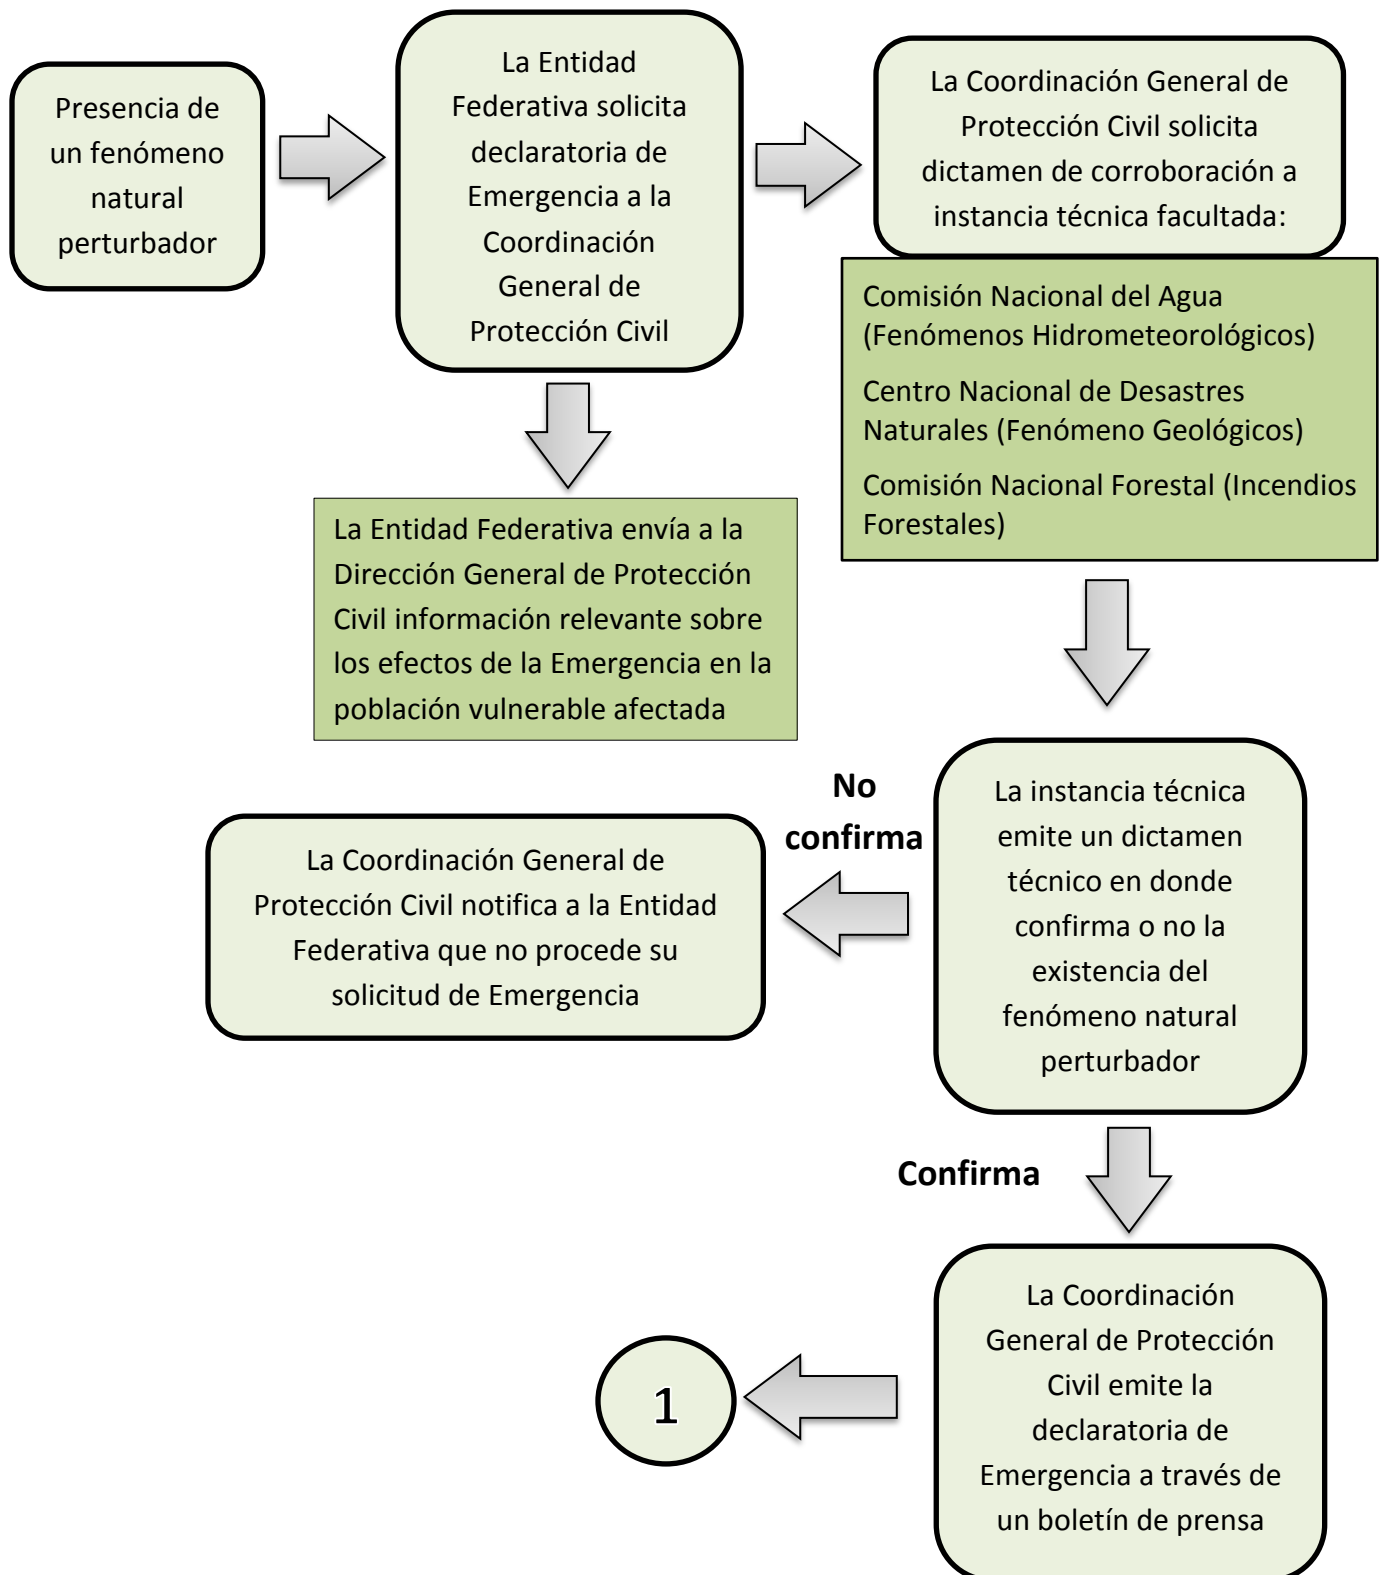 Presencia de
un fenómeno
natural
perturbador
La Entidad
Federativa solicita
declaratoria de
Emergencia a la
Coordinación
General de
Protección Civil
La Coordinación General de
Protección Civil solicita
dictamen de corroboración a
instancia técnica facultada:
Comisión Nacional del Agua
(Fenómenos Hidrometeorológicos)
Centro Nacional de Desastres
Naturales (Fenómeno Geológicos)
Comisión Nacional Forestal (Incendios
Forestales)
La Entidad Federativa envía a la
Dirección General de Protección
Civil información relevante sobre
los efectos de la Emergencia en la
población vulnerable afectada
La instancia técnica
emite un dictamen
técnico en donde
confirma o no la
existencia del
fenómeno natural
perturbador
No
confirma
La Coordinación General de
Protección Civil notifica a la Entidad
Federativa que no procede su
solicitud de Emergencia
Confirma
La Coordinación
General de Protección
Civil emite la
declaratoria de
Emergencia a través de
un boletín de prensa
1